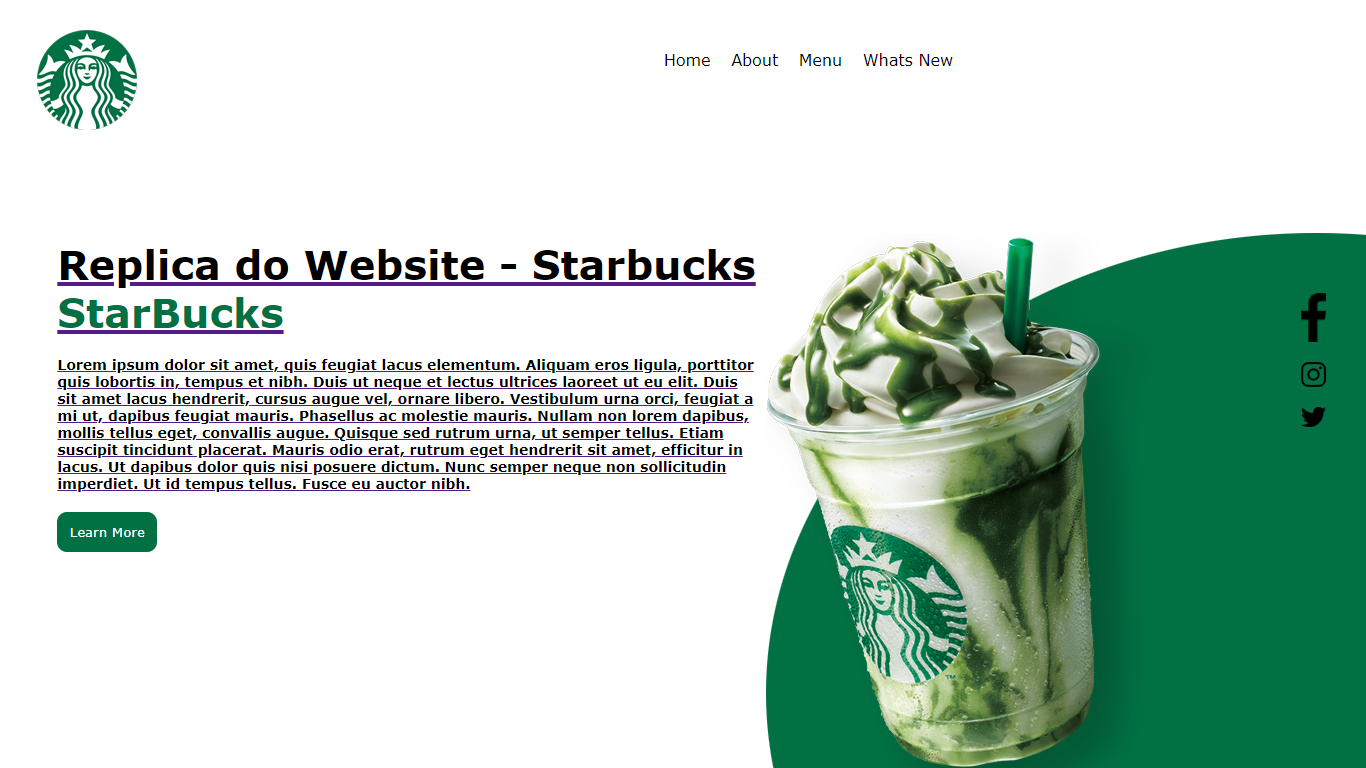 Home About Menu Whats New
Replica do Website - Starbucks
StarBucks
Lorem ipsum dolor sit amet, quis feugiat lacus elementum. Aliquam eros ligula, porttitor
quis lobortis in, tempus et nibh. Duis ut neque et lectus ultrices laoreet ut eu elit. Duis
sit amet lacus hendrerit, cursus augue vel, ornare libero. Vestibulum urna orci, feugiat a
mi ut, dapibus feugiat mauris. Phasellus ac molestie mauris. Nullam non lorem dapibus,
mollis tellus eget, convallis augue. Quisque sed rutrum urna, ut semper tellus. Etiam
suscipit tincidunt placerat. Mauris odio erat, rutrum eget hendrerit sit amet, efficitur in
lacus. Ut dapibus dolor quis nisi posuere dictum. Nunc semper neque non sollicitudin
imperdiet. Ut id tempus tellus. Fusce eu auctor nibh.
Learn More
TM